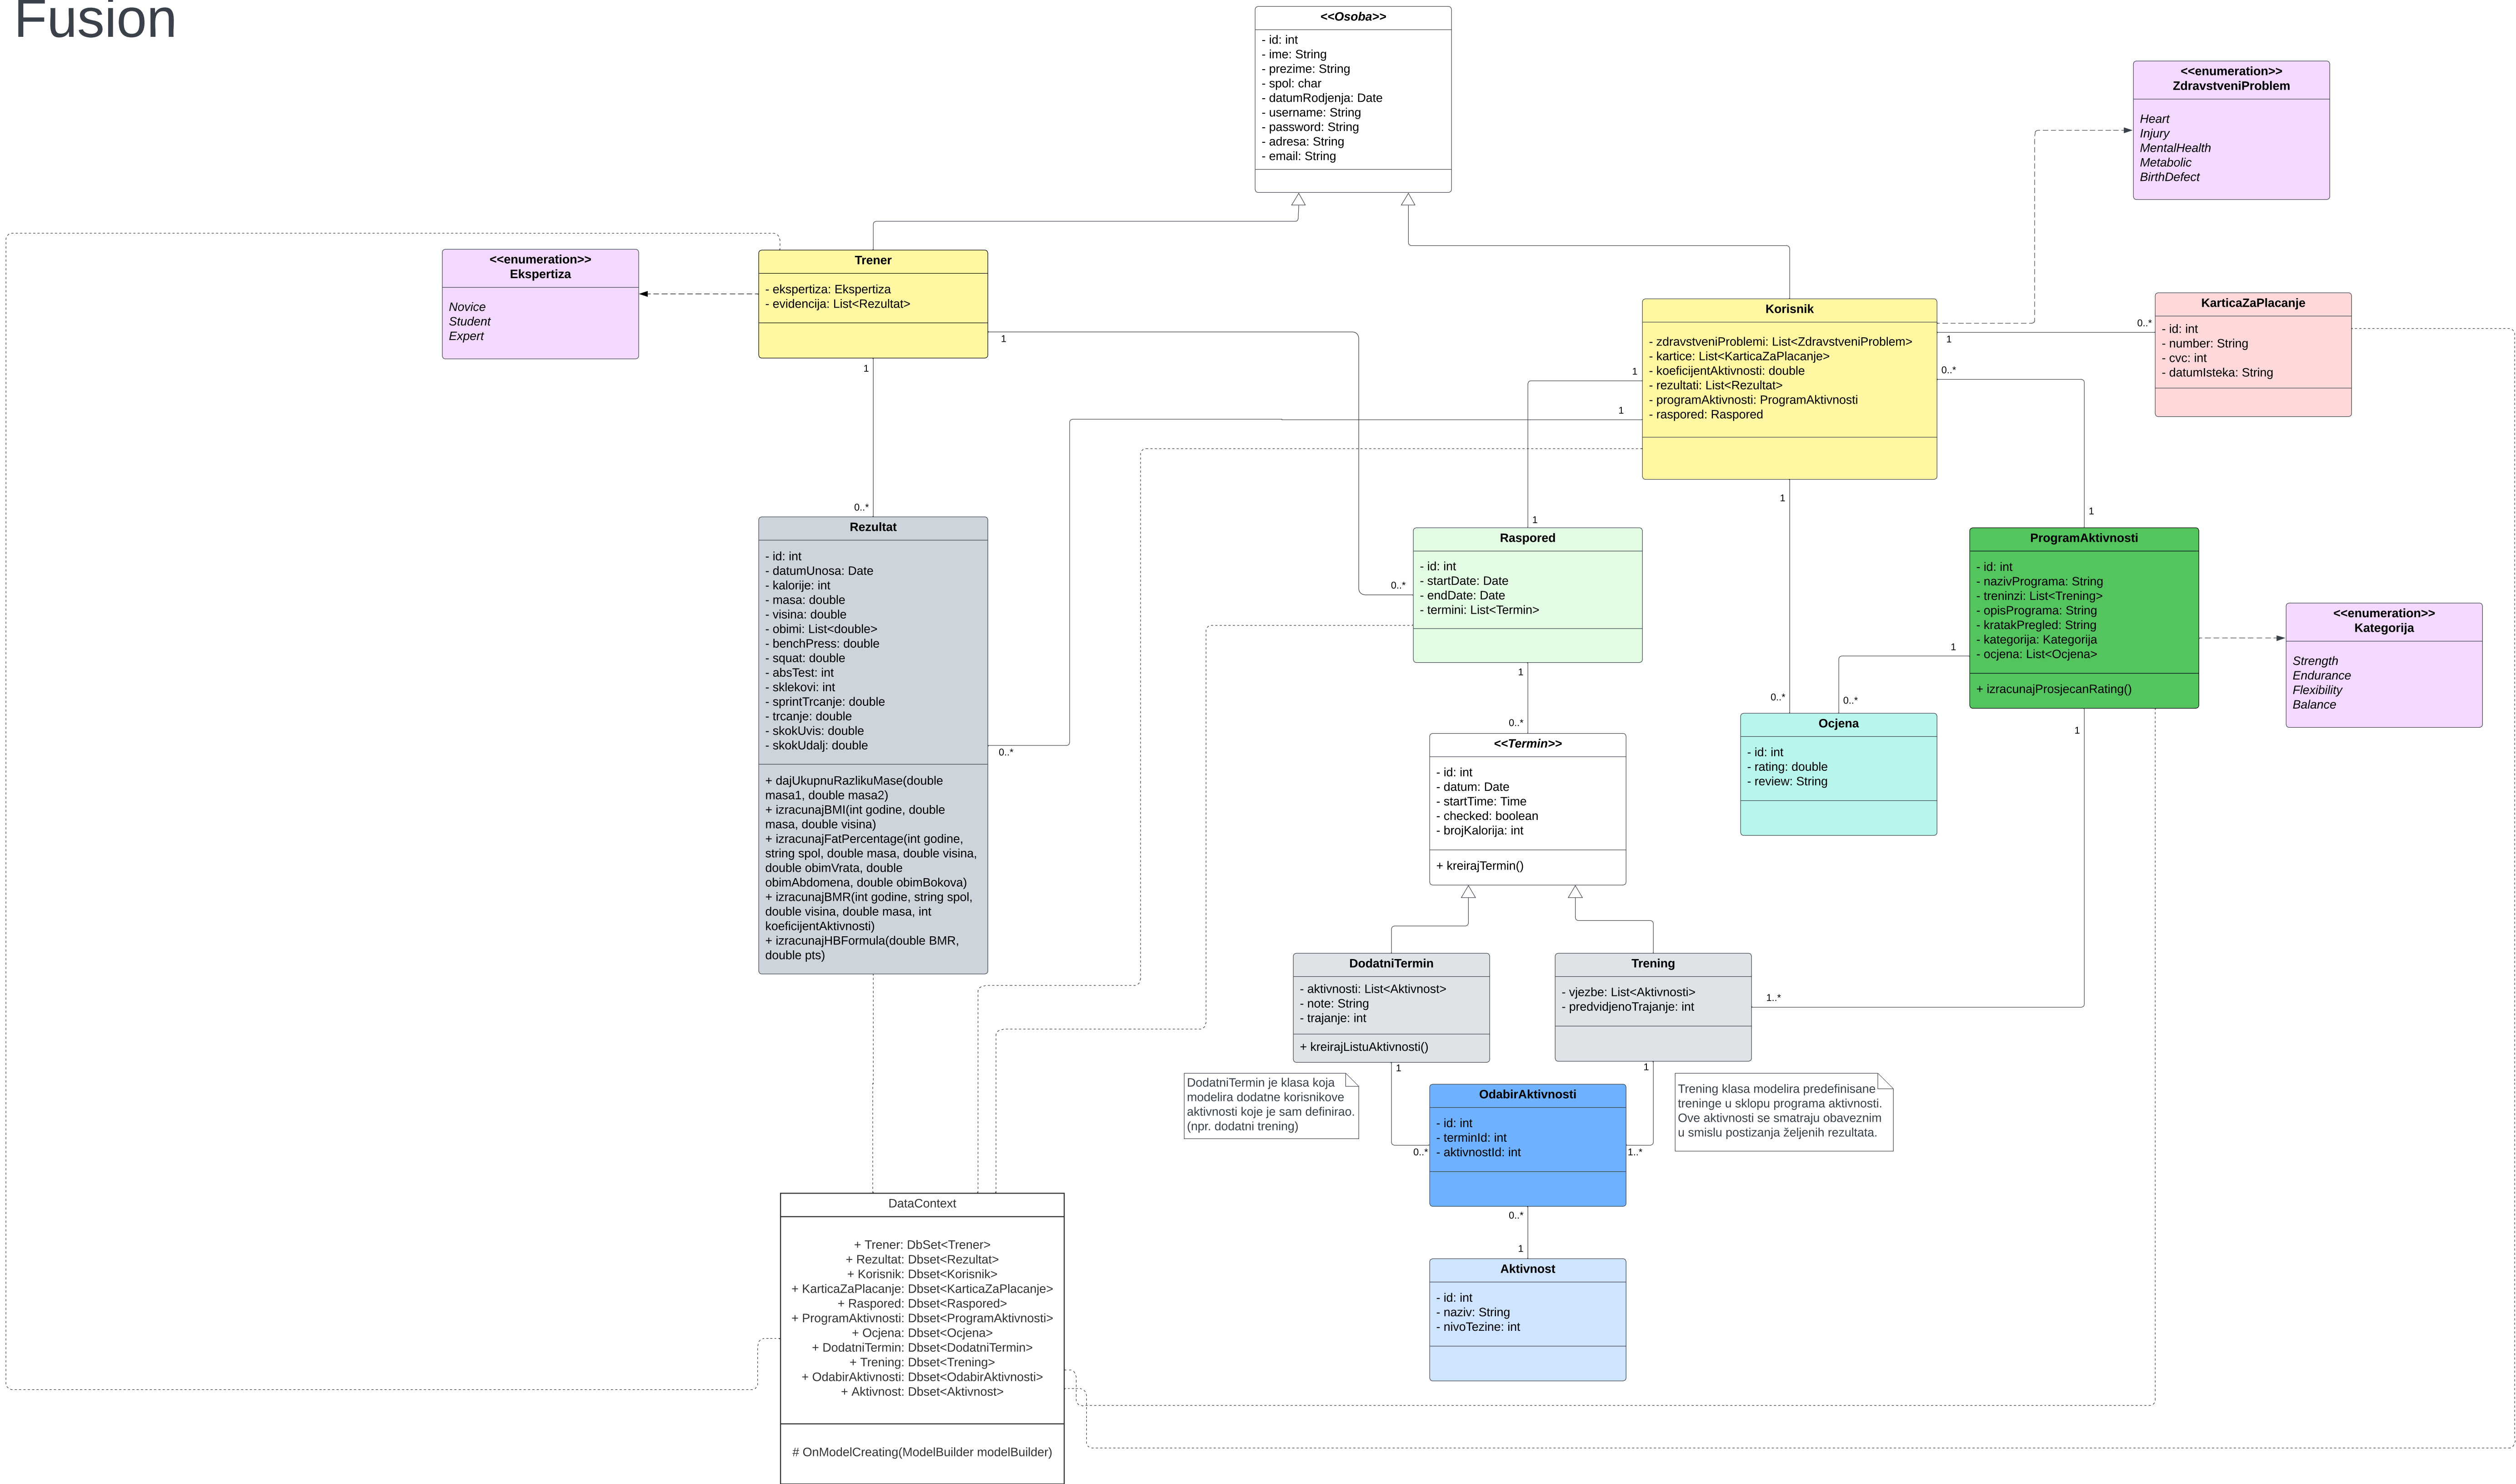 Fusion
<<Osoba>>
- id: int
- ime: String
- prezime: String
- spol: char
- datumRodjenja: Date
- username: String
- password: String
- adresa: String
- email: String
<<enumeration>>
ZdravstveniProblem
Heart
Injury
MentalHealth
Metabolic
BirthDefect
<<enumeration>>
Ekspertiza
Novice
Student
Expert
Trener
- ekspertiza: Ekspertiza
- evidencija: List<Rezultat>
1
1
0..*
Korisnik
- zdravstveniProblemi: List<ZdravstveniProblem>
- kartice: List<KarticaZaPlacanje>
- koeficijentAktivnosti: double
- rezultati: List<Rezultat>
- programAktivnosti: ProgramAktivnosti
- raspored: Raspored
1
1
1
0..*
1
KarticaZaPlacanje
- id: int
- number: String
- cvc: int
- datumIsteka: String
0..*
Rezultat
- id: int
- datumUnosa: Date
- kalorije: int
- masa: double
- visina: double
- obimi: List<double>
- benchPress: double
- squat: double
- absTest: int
- sklekovi: int
- sprintTrcanje: double
- trcanje: double
- skokUvis: double
- skokUdalj: double
+ dajUkupnuRazlikuMase(double
masa1, double masa2)
+ izracunajBMI(int godine, double
masa, double visina)
+ izracunajFatPercentage(int godine,
string spol, double masa, double visina,
double obimVrata, double
obimAbdomena, double obimBokova)
+ izracunajBMR(int godine, string spol,
double visina, double masa, int
koeficijentAktivnosti)
+ izracunajHBFormula(double BMR,
double pts)
0..*
1
0..*
Raspored
- id: int
- startDate: Date
- endDate: Date
- termini: List<Termin>
1
0..*
1
ProgramAktivnosti
- id: int
- nazivPrograma: String
- treninzi: List<Trening>
- opisPrograma: String
- kratakPregled: String
- kategorija: Kategorija
- ocjena: List<Ocjena>
+ izracunajProsjecanRating()
1
1
<<enumeration>>
Kategorija
Strength
Endurance
Flexibility
Balance
0..*
0..*
Ocjena
- id: int
- rating: double
- review: String
<<Termin>>
- id: int
- datum: Date
- startTime: Time
- checked: boolean
- brojKalorija: int
+ kreirajTermin()
DodatniTermin
- aktivnosti: List<Aktivnost>
- note: String
- trajanje: int
+ kreirajListuAktivnosti()
1
Trening
- vjezbe: List<Aktivnosti>
- predvidjenoTrajanje: int
1..*
1
DodatniTermin je klasa koja
modelira dodatne korisnikove
aktivnosti koje je sam definirao.
(npr. dodatni trening)
Trening klasa modelira predefinisane
treninge u sklopu programa aktivnosti.
Ove aktivnosti se smatraju obaveznim
u smislu postizanja željenih rezultata.
OdabirAktivnosti
- id: int
- terminId: int
- aktivnostId: int
0..*
1..*
0..*
1
Aktivnost
- id: int
- naziv: String
- nivoTezine: int
DataContext
+ Trener: DbSet<Trener>
+ Rezultat: Dbset<Rezultat>
+ Korisnik: Dbset<Korisnik>
+ KarticaZaPlacanje: Dbset<KarticaZaPlacanje>
+ Raspored: Dbset<Raspored>
+ ProgramAktivnosti: Dbset<ProgramAktivnosti>
+ Ocjena: Dbset<Ocjena>
+ DodatniTermin: Dbset<DodatniTermin>
+ Trening: Dbset<Trening>
+ OdabirAktivnosti: Dbset<OdabirAktivnosti>
+ Aktivnost: Dbset<Aktivnost>
# OnModelCreating(ModelBuilder modelBuilder)